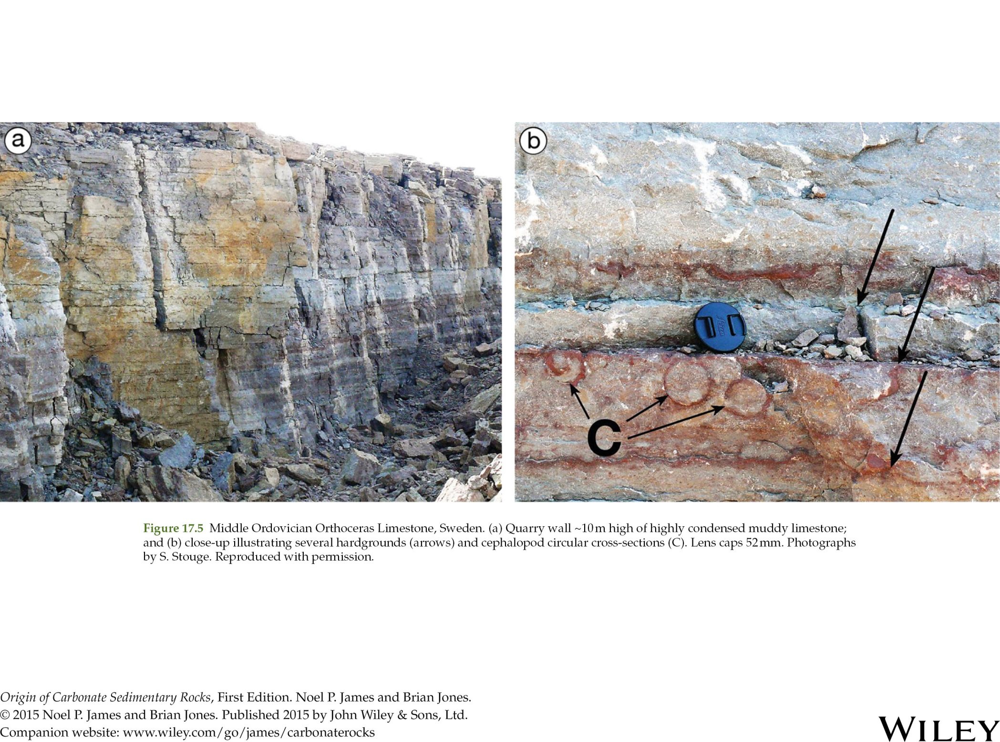 a
b
C
Figure 17.5 Middle Ordovician Orthoceras Limestone, Sweden. (a) Quarry wall ~10 m high of highly condensed muddy limestone;
and (b) close-up illustrating several hardgrounds (arrows) and cephalopod circular cross-sections (C). Lens caps 52 mm. Photographs
by S. Stouge. Reproduced with permission.
Origin of Carbonate Sedimentary Rocks, First Edition. Noel P. James and Brian Jones.
© 2015 Noel P. James and Brian Jones. Published 2015 by John Wiley & Sons, Ltd.
Companion website: www.wiley.com/go/james/carbonaterocks
WILEY